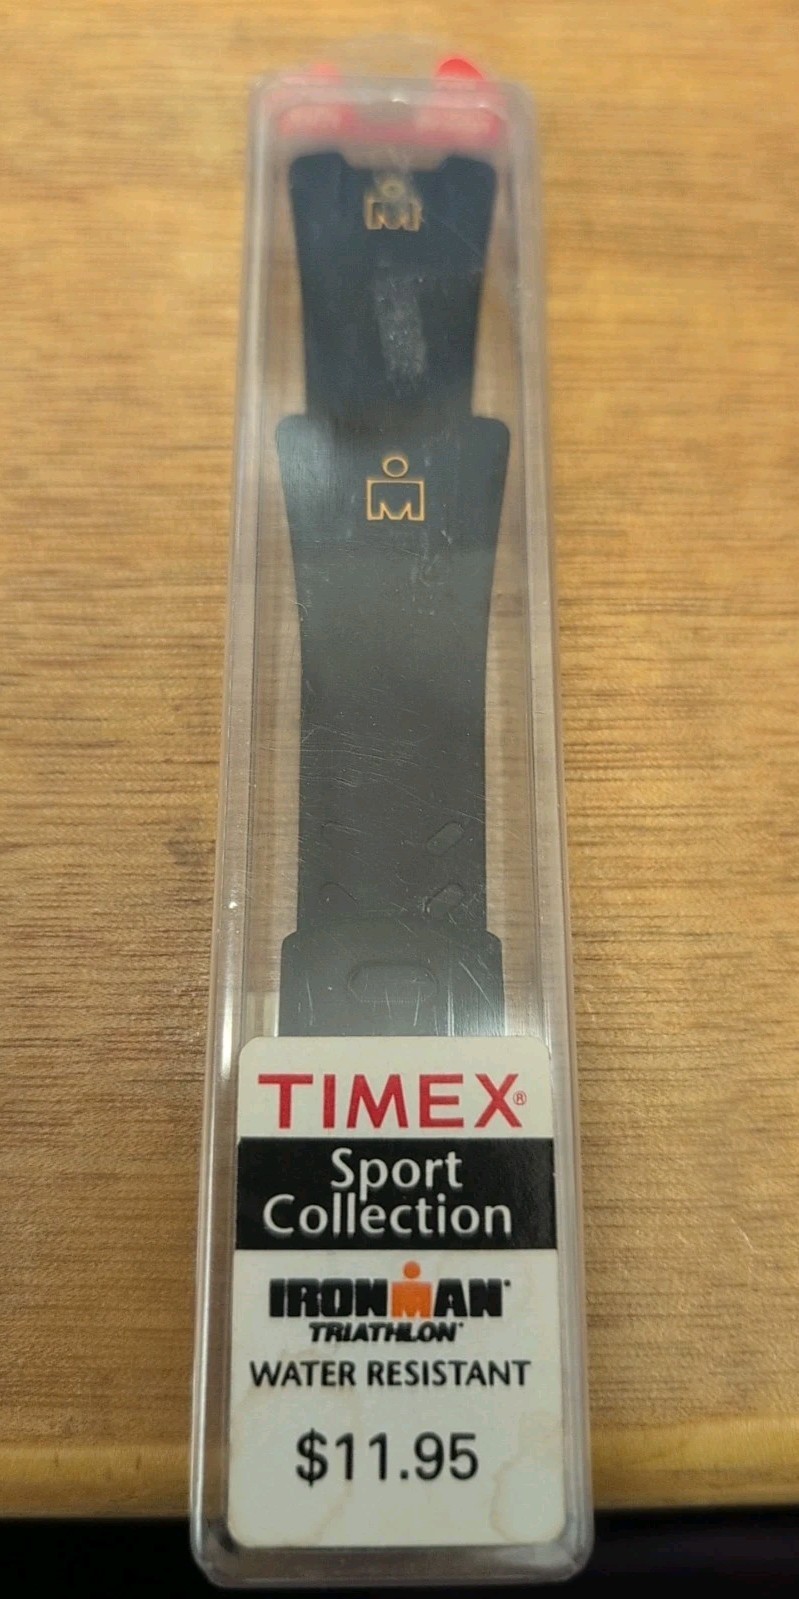 TIMEX®
Sport
Collection
IRONMAN
TRIATHLON
WATER RESISTANT
$11.95